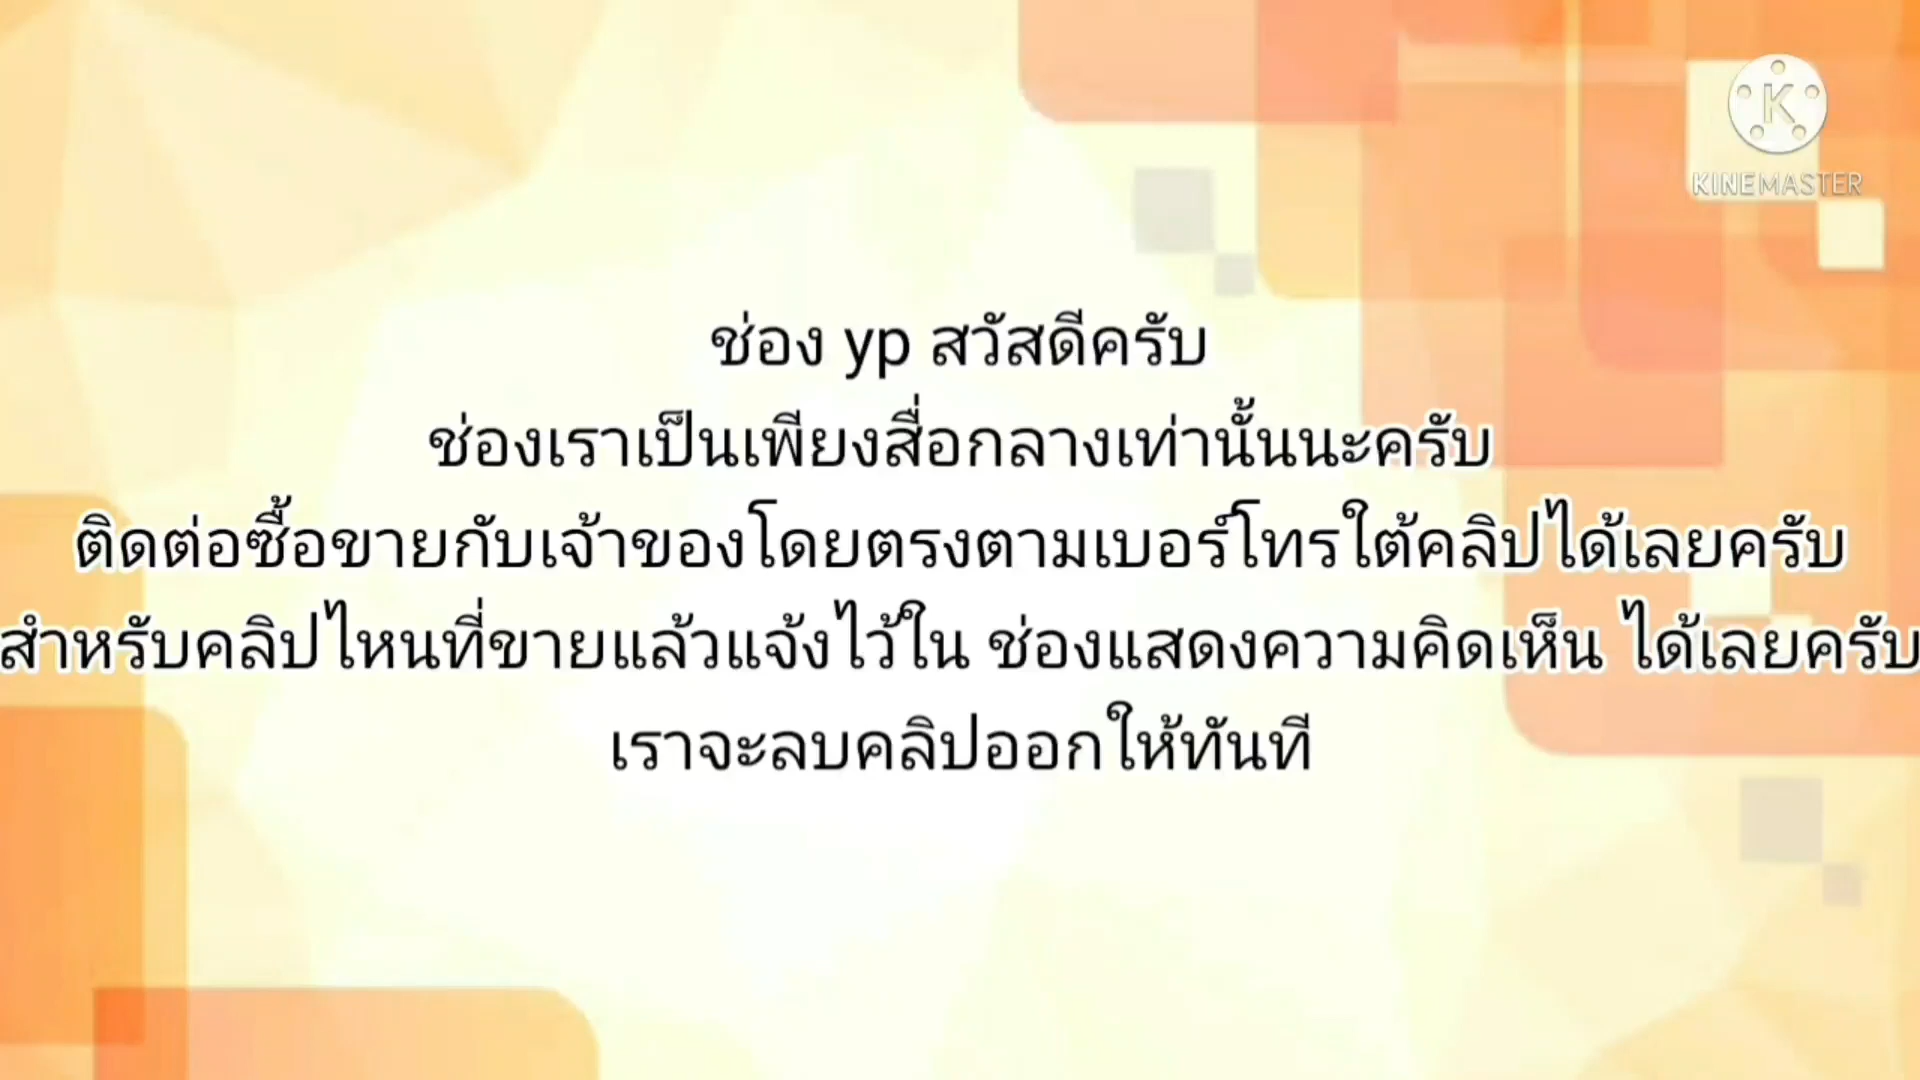 KINEMASTER
ช่อง yp สวัสดีครับ
ช่องเราเป็นเพียงสื่อกลางเท่านั้นนะครับ
ติดต่อซื้อขายกับเจ้าของโดยตรงตามเบอร์โทรใต้คลิปได้เลยครับ
สำหรับคลิปไหนที่ขายแล้วแจ้งไว้ใน ช่องแสดงความคิดเห็น ได้เลยครับ
เราจะลบคลิปออกให้ทันที